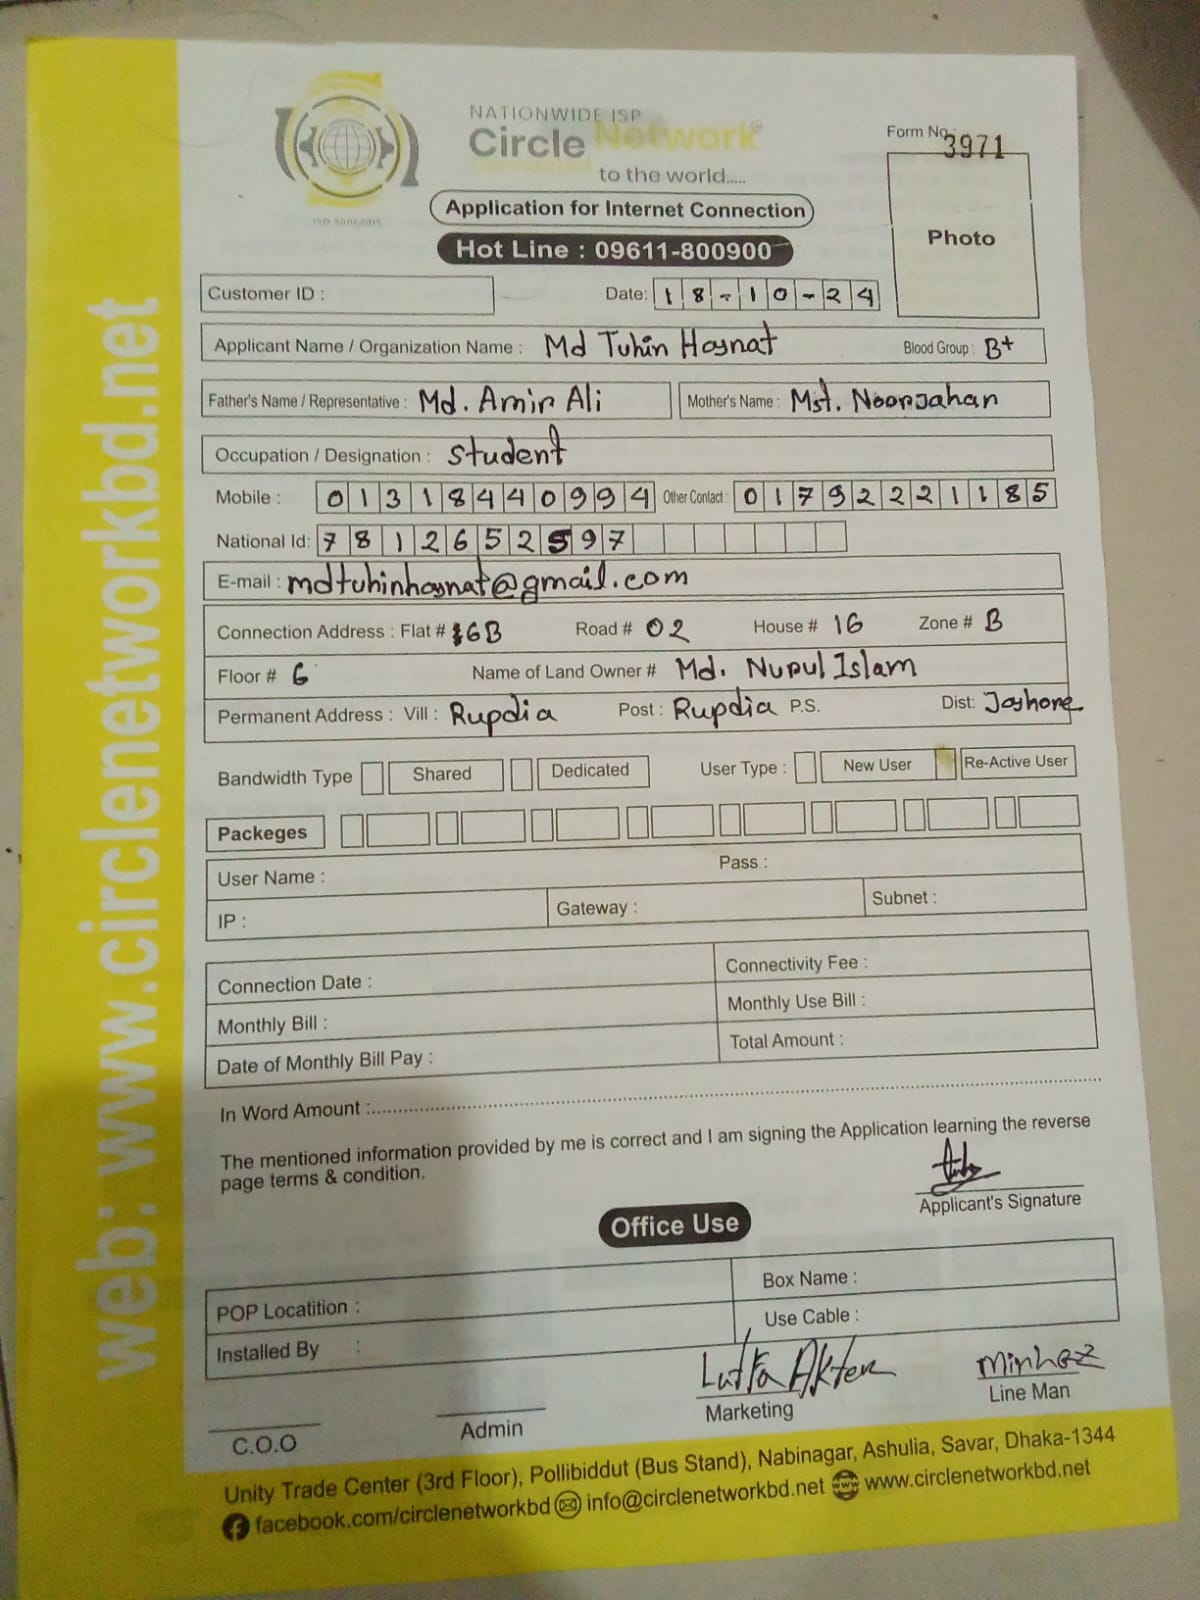 NATIONWIDE ISP
Circle Network
to the world.....
Form No. 3971
Photo
Application for Internet Connection
Hot Line : 09611-800900
Customer ID :
Date: 18-10-24
Applicant Name / Organization Name : Md Tuhin Hasnat Blood Group : B+
Father's Name / Representative : Md. Amir Ali Mother's Name : Mst. Noorjahan
Occupation / Designation : Student
Mobile : 01318440994 Other Contact : 01792221185
National Id: 7812652597
E-mail : mdtuhinhasnat@gmail.com
Connection Address : Flat # 6B Road # 02 House # 16 Zone # B
Floor # 6 Name of Land Owner # Md. Nurul Islam
Permanent Address : Vill : Rupdia Post : Rupdia P.S. Dist: Jashore
Bandwidth Type Shared Dedicated User Type : New User Re-Active User
Packeges
User Name : Pass :
IP : Gateway : Subnet :
Connection Date : Connectivity Fee :
Monthly Bill : Monthly Use Bill :
Date of Monthly Bill Pay : Total Amount :
In Word Amount :
The mentioned information provided by me is correct and I am signing the Application learning the reverse
page terms & condition.
Applicant's Signature
Office Use
POP Locatition : Box Name :
Installed By : Use Cable :
Lutfa Akter Minhaz
C.O.O Admin Marketing Line Man
Unity Trade Center (3rd Floor), Pollibiddut (Bus Stand), Nabinagar, Ashulia, Savar, Dhaka-1344
facebook.com/circlenetworkbd info@circlenetworkbd.net www.circlenetworkbd.net
web: www.circlenetworkbd.net